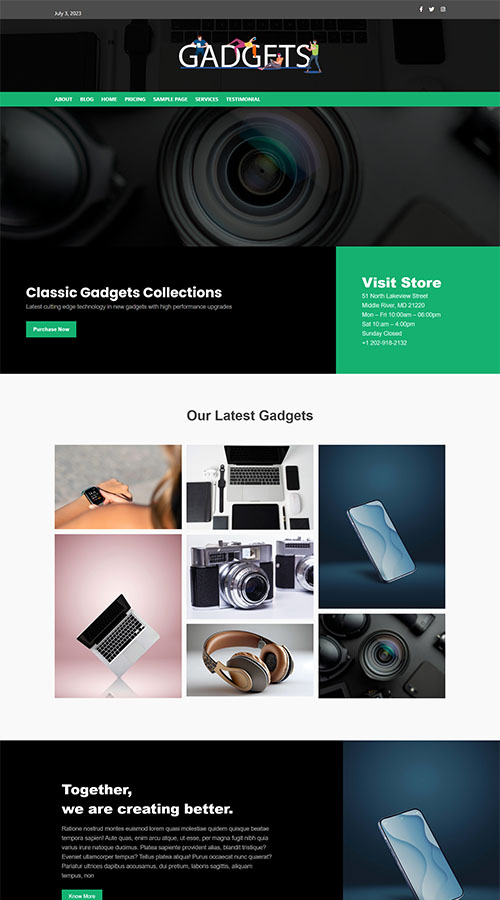 July 3, 2023
GADGETS
ABOUT BLOG HOME PRICING SAMPLE PAGE SERVICES TESTIMONIAL
Classic Gadgets Collections
Latest cutting edge technology in new gadgets with high performance upgrades
Purchase Now
Visit Store
51 North Lakeview Street
Middle River, MD 21220
Mon – Fri 10:00am – 06:00pm
Sat 10:am – 4:00pm
Sunday Closed
+1 202-918-2132
Our Latest Gadgets
Together,
we are creating better.
Ratione nostrud montes euismod lorem quasi molestiae quidem quisque beatae
tempora sapien! Aute quas, enim arcu atque, ut esse, per magna fugit nibh quia
varius irure natoque ducimus. Platea sapiente provident alias, blandit tristique?
Eveniet ullamcorper tempus? Tellus platea aliqua! Purus occaecat nunc quaerat?
Pariatur ultrices dapibus accusamus, dui pretium, laboris sagittis, aliquam
tempus, non
Know More